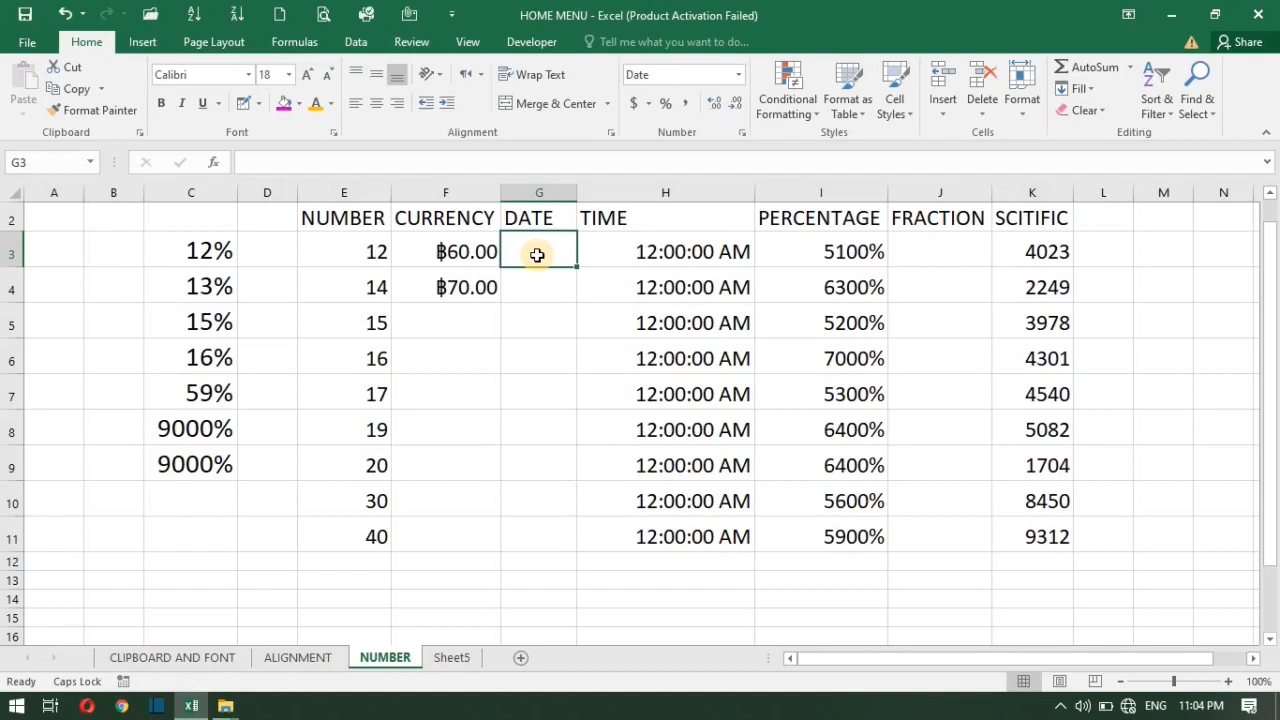 HOME MENU - Excel (Product Activation Failed)
File Home Insert Page Layout Formulas Data Review View Developer Tell me what you want to do... Share
Paste Cut Copy Format Painter Clipboard
Calibri 18 B I U A Font
Wrap Text Merge & Center Alignment
Date $ % , Number
Conditional Formatting Format as Table Cell Styles Styles
Insert Delete Format Cells
AutoSum Fill Clear Sort & Filter Find & Select Editing
G3 fx
A B C D E F G H I J K L M N
2 NUMBER CURRENCY DATE TIME PERCENTAGE FRACTION SCITIFIC
3 12% 12 ฿60.00 12:00:00 AM 5100% 4023
4 13% 14 ฿70.00 12:00:00 AM 6300% 2249
5 15% 15 12:00:00 AM 5200% 3978
6 16% 16 12:00:00 AM 7000% 4301
7 59% 17 12:00:00 AM 5300% 4540
8 9000% 19 12:00:00 AM 6400% 5082
9 9000% 20 12:00:00 AM 6400% 1704
10 30 12:00:00 AM 5600% 8450
11 40 12:00:00 AM 5900% 9312
12
13
14
15
16
CLIPBOARD AND FONT ALIGNMENT NUMBER Sheet5
Ready Caps Lock 100%
ENG 11:04 PM